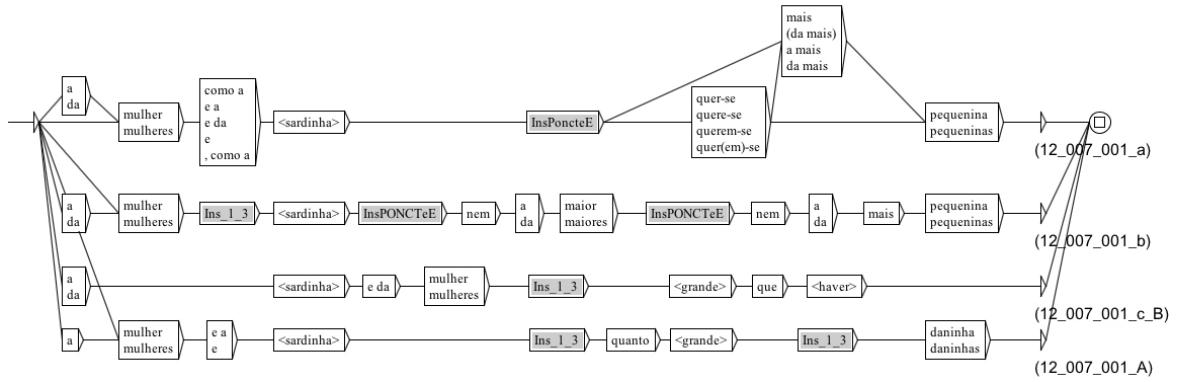 mais
(da mais)
a mais
da mais
a
da
mulher
mulheres
como a
e a
e da
e
, como a
<sardinha>
InsPoncteE
quer-se
quere-se
querem-se
quer(em)-se
pequenina
pequeninas
(12_007_001_a)
a
da
mulher
mulheres
Ins_1_3
<sardinha>
InsPONCTeE
nem
a
da
maior
maiores
InsPONCTeE
nem
a
da
mais
pequenina
pequeninas
(12_007_001_b)
a
da
<sardinha>
e da
mulher
mulheres
Ins_1_3
<grande>
que
<haver>
(12_007_001_c_B)
a
mulher
mulheres
e a
e
<sardinha>
Ins_1_3
quanto
<grande>
Ins_1_3
daninha
daninhas
(12_007_001_A)